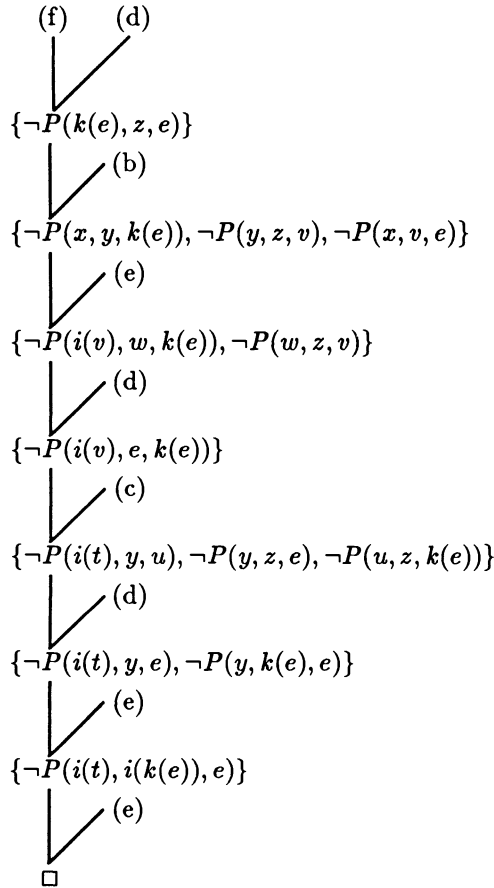 (f) (d)
{¬P(k(e), z, e)}
(b)
{¬P(x, y, k(e)), ¬P(y, z, v), ¬P(x, v, e)}
(e)
{¬P(i(v), w, k(e)), ¬P(w, z, v)}
(d)
{¬P(i(v), e, k(e))}
(c)
{¬P(i(t), y, u), ¬P(y, z, e), ¬P(u, z, k(e))}
(d)
{¬P(i(t), y, e), ¬P(y, k(e), e)}
(e)
{¬P(i(t), i(k(e)), e)}
(e)
□